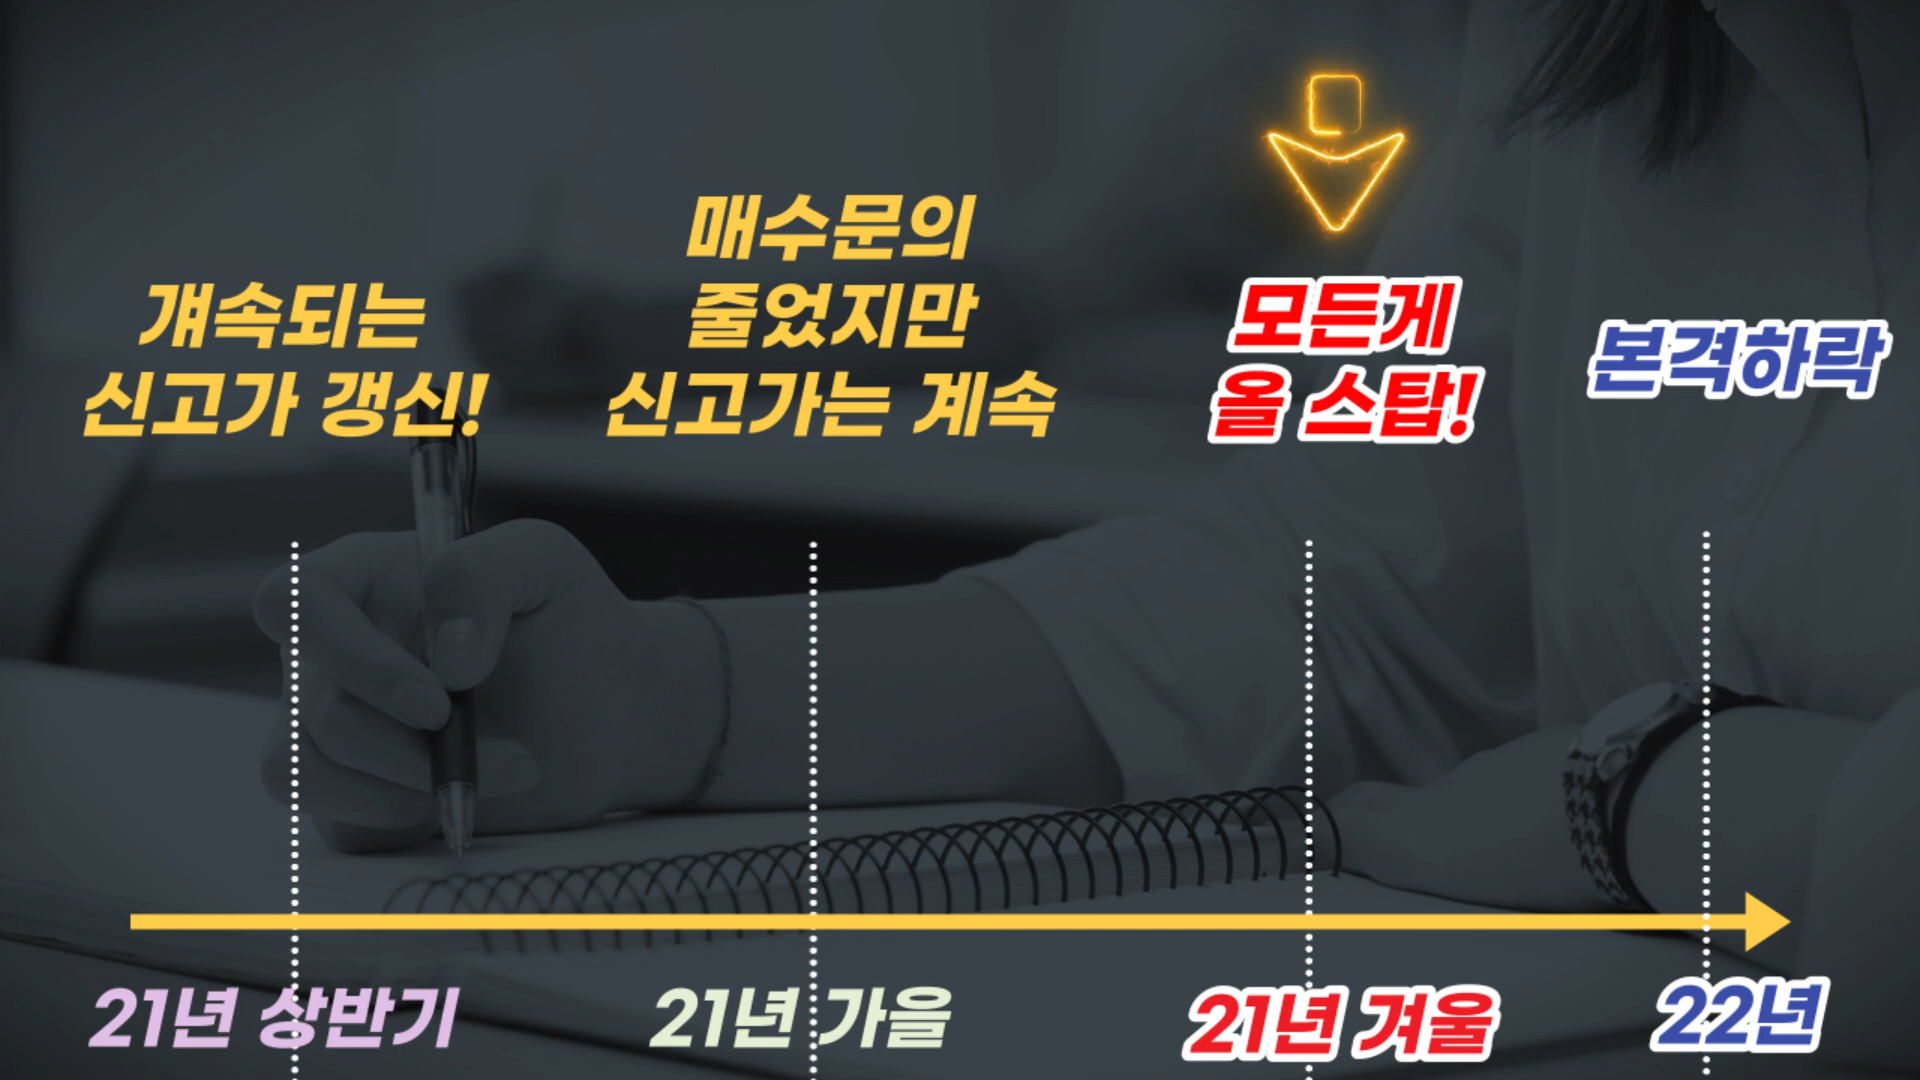 걔속되는
신고가 갱신!
매수문의
줄었지만
신고가는 계속
모든게
올 스탑!
본격하락
21년 상반기
21년 가을
21년 겨울
22년